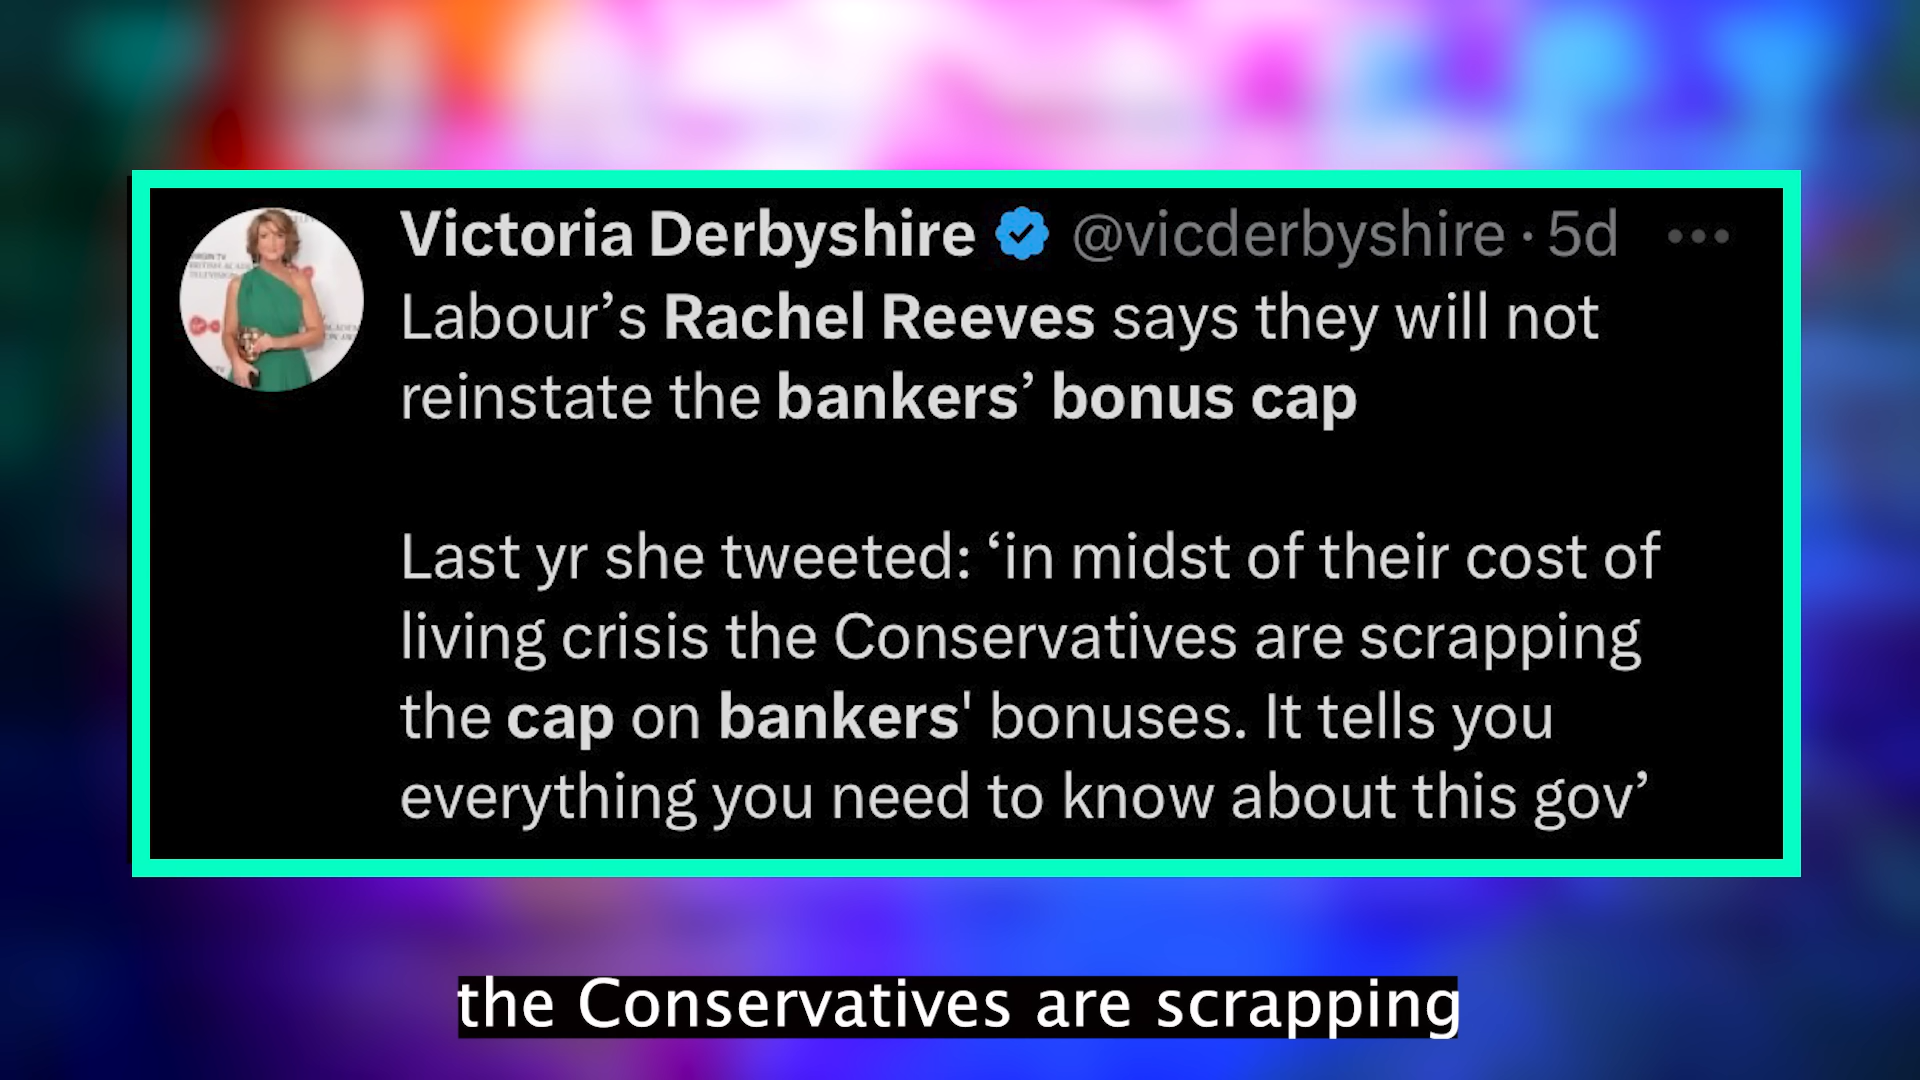 Victoria Derbyshire @vicderbyshire · 5d ...
Labour’s Rachel Reeves says they will not
reinstate the bankers’ bonus cap
Last yr she tweeted: ‘in midst of their cost of
living crisis the Conservatives are scrapping
the cap on bankers' bonuses. It tells you
everything you need to know about this gov’
the Conservatives are scrapping